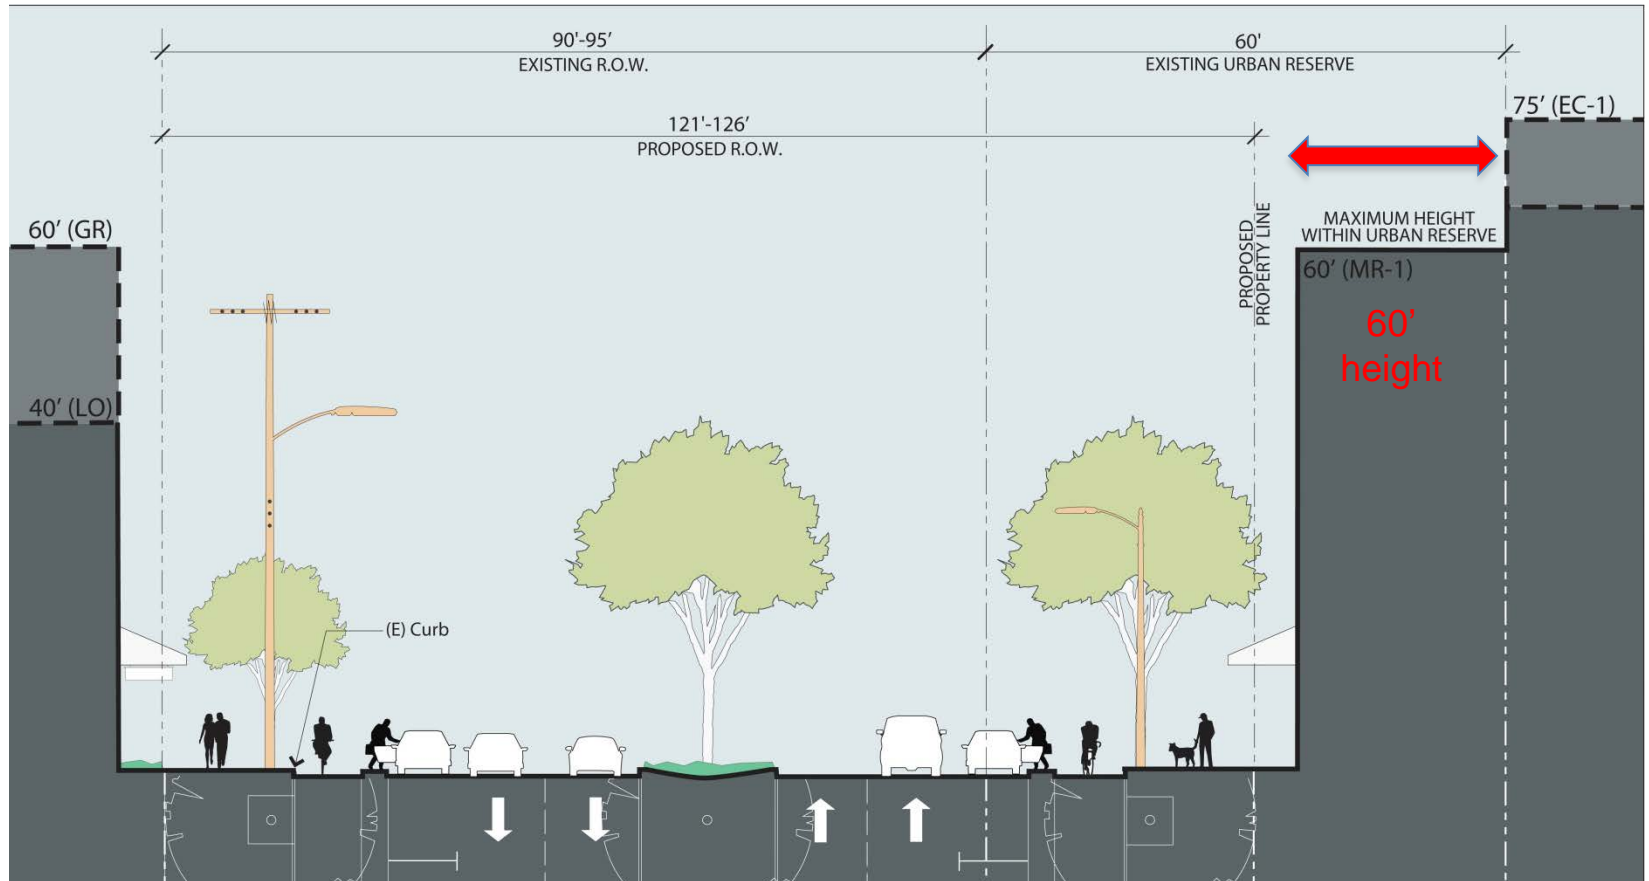 90'-95'
EXISTING R.O.W.
60'
EXISTING URBAN RESERVE
75' (EC-1)
121'-126'
PROPOSED R.O.W.
60' (GR)
PROPOSED
PROPERTY LINE
MAXIMUM HEIGHT
WITHIN URBAN RESERVE
60' (MR-1)
60'
height
40' (LO)
(E) Curb